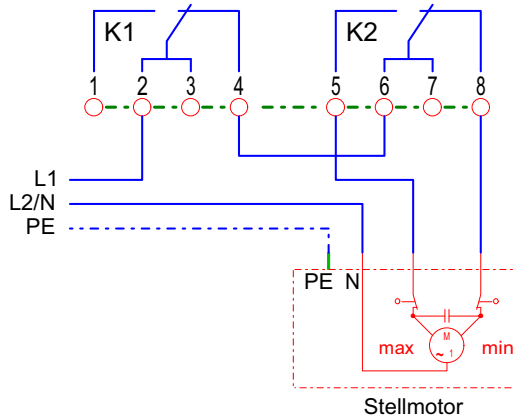 K1
K2
1 2 3 4 5 6 7 8
L1
L2/N
PE
PE N
M
~ 1
max min
Stellmotor